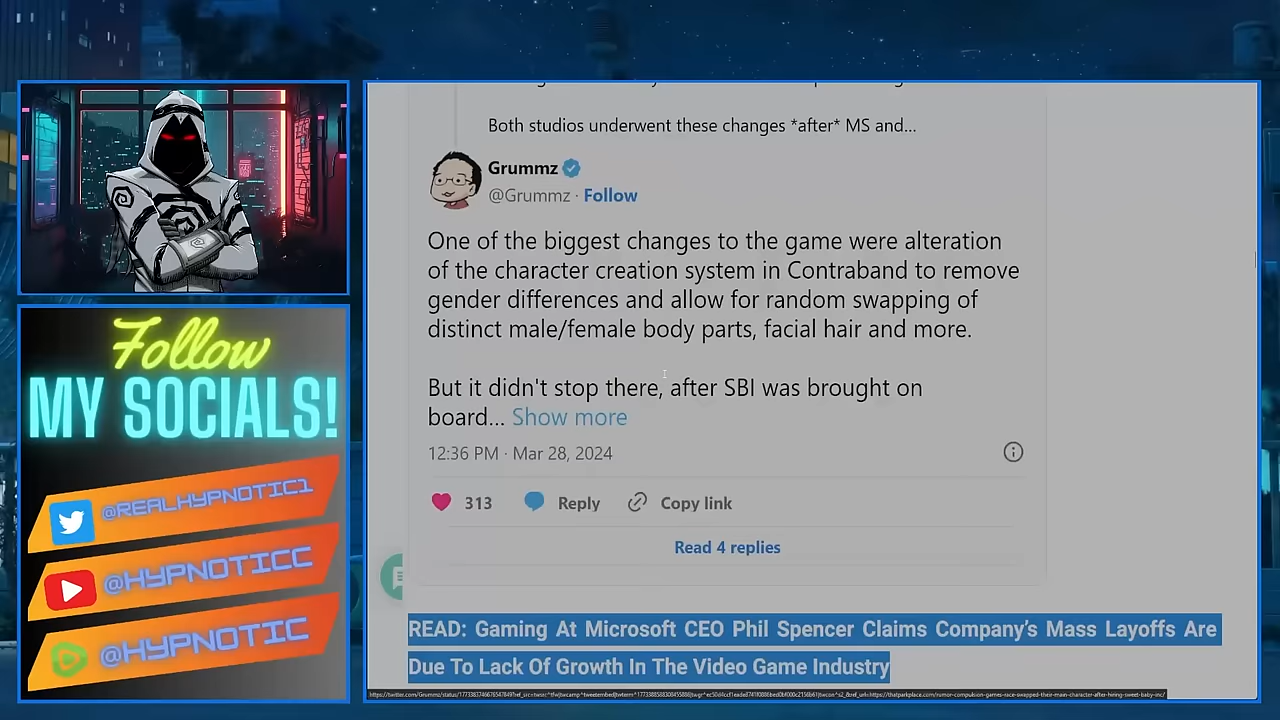 Both studios underwent these changes *after* MS and...
Grummz
@Grummz · Follow
One of the biggest changes to the game were alteration
of the character creation system in Contraband to remove
gender differences and allow for random swapping of
distinct male/female body parts, facial hair and more.
But it didn't stop there, after SBI was brought on
board... Show more
12:36 PM · Mar 28, 2024
313 Reply Copy link
Read 4 replies
READ: Gaming At Microsoft CEO Phil Spencer Claims Company's Mass Layoffs Are
Due To Lack Of Growth In The Video Game Industry
Follow
MY SOCIALS!
@REALHYPNOTIC1
@HYPNOTICC
@HYPNOTIC